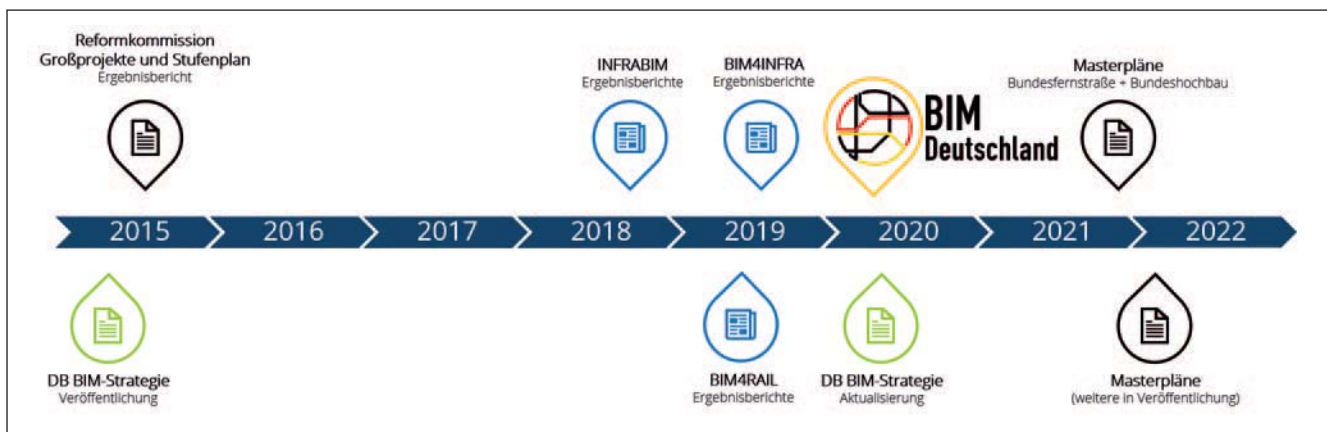 Reformkommission
Großprojekte und Stufenplan
Ergebnisbericht
INFRABIM
Ergebnisberichte
BIM4INFRA
Ergebnisberichte
BIM
Deutschland
Masterpläne
Bundesfernstraße + Bundeshochbau
2015
2016
2017
2018
2019
2020
2021
2022
DB BIM-Strategie
Veröffentlichung
BIM4RAIL
Ergebnisberichte
DB BIM-Strategie
Aktualisierung
Masterpläne
(weitere in Veröffentlichung)